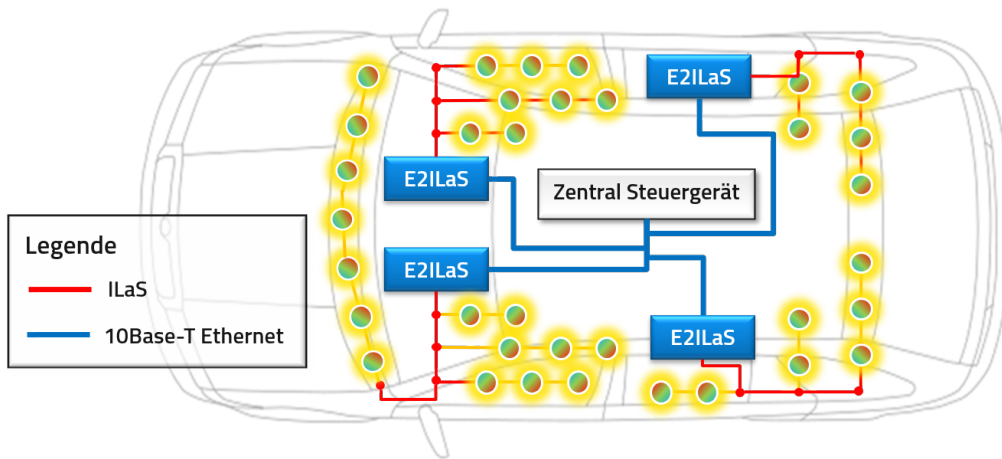 E2ILaS
E2ILaS
Zentral Steuergerät
E2ILaS
E2ILaS
Legende
ILaS
10Base-T Ethernet